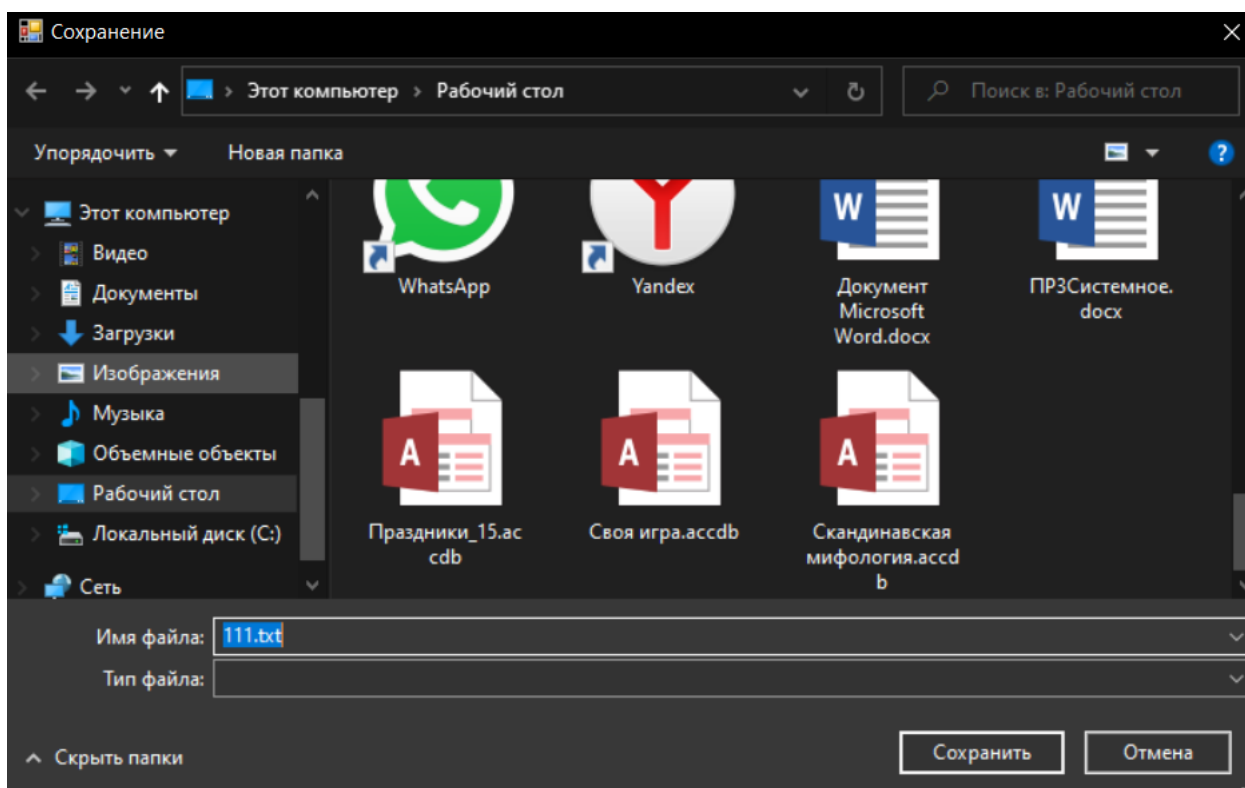 Сохранение
Этот компьютер › Рабочий стол
Поиск в: Рабочий стол
Упорядочить
Новая папка
Этот компьютер
Видео
Документы
Загрузки
Изображения
Музыка
Объемные объекты
Рабочий стол
Локальный диск (C:)
Сеть
WhatsApp
Yandex
W
Документ
Microsoft
Word.docx
W
ПР3Системное.
docx
A
Праздники_15.ac
cdb
A
Своя игра.accdb
A
Скандинавская
мифология.accd
b
Имя файла: 111.txt
Тип файла:
Скрыть папки
Сохранить
Отмена